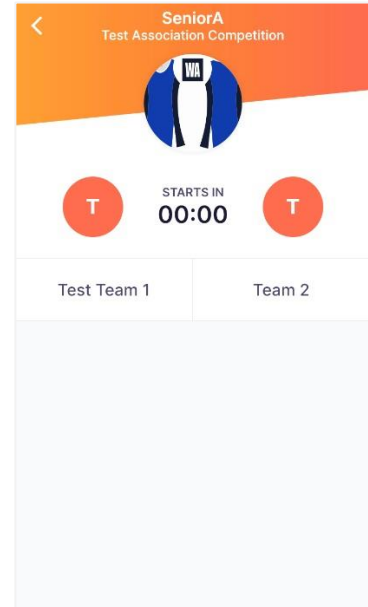 SeniorA
Test Association Competition
WA
STARTS IN
T
00:00
T
Test Team 1
Team 2